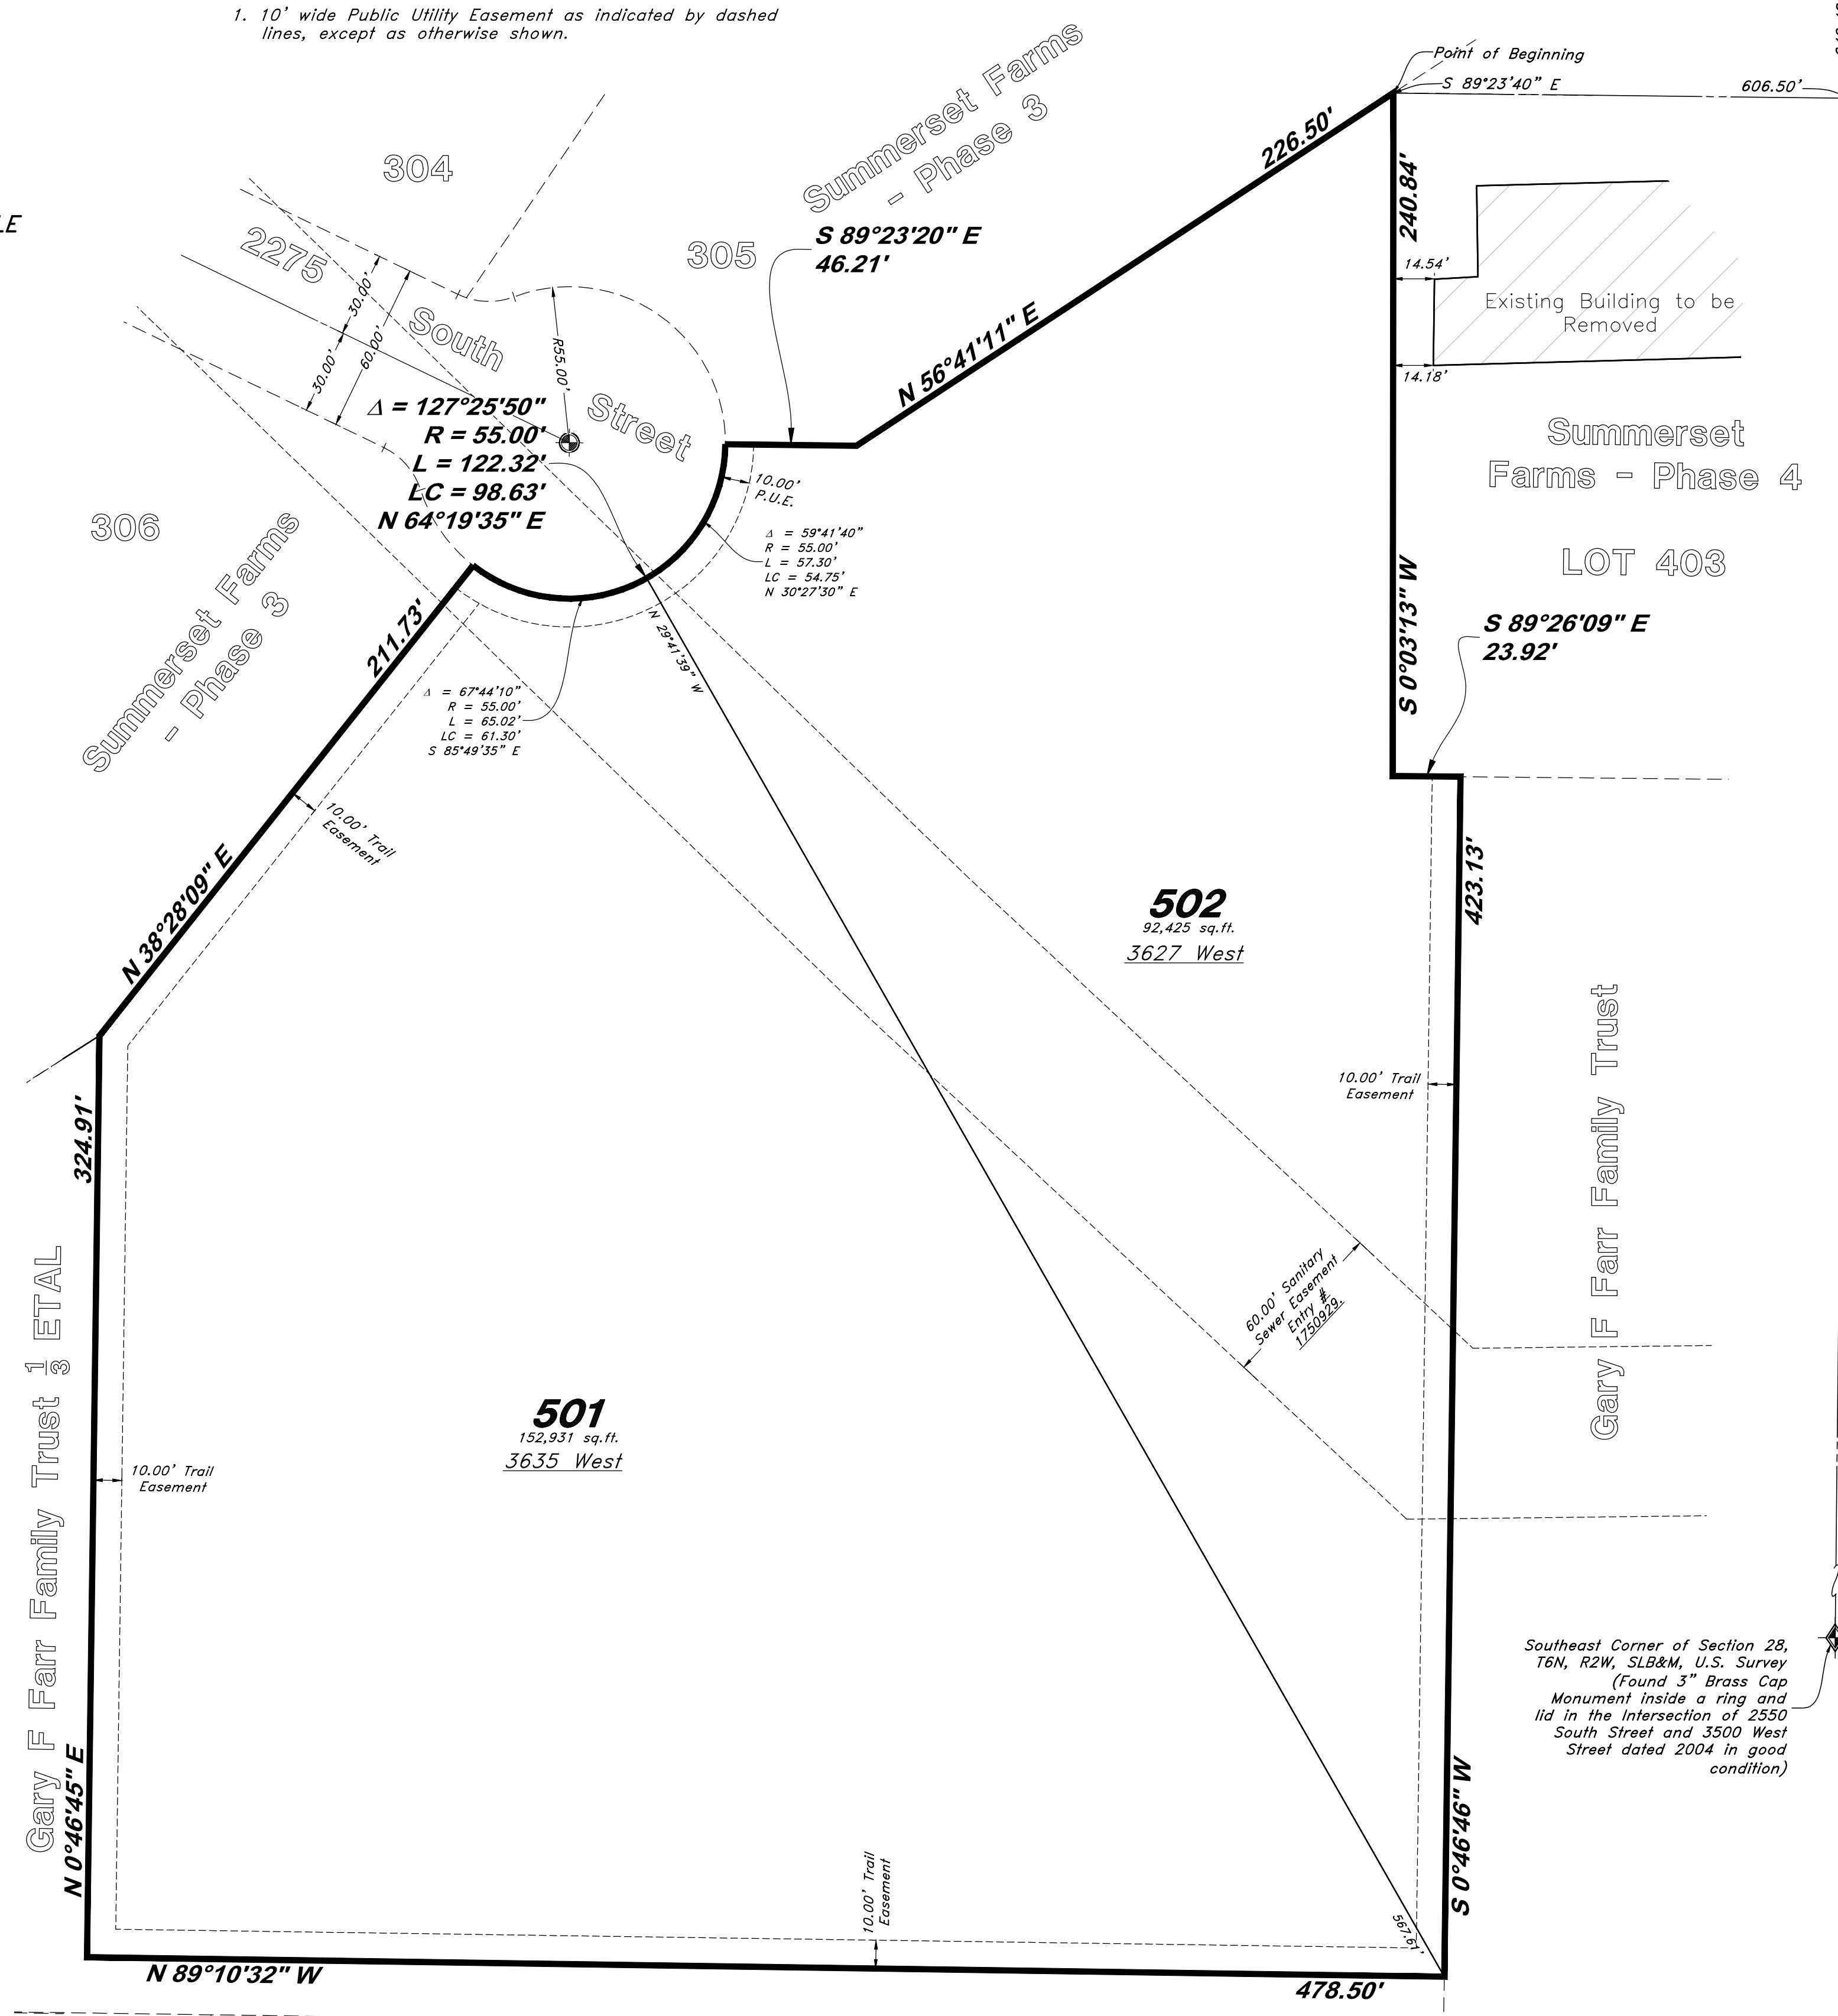 1. 10' wide Public Utility Easement as indicated by dashed
lines, except as otherwise shown.
Point of Beginning
S 89°23'40" E
606.50'
Summerset Farms
- Phase 3
226.50'
240.84'
304
305
S 89°23'20" E
46.21'
2275
South
Street
30.00'
30.00'
60.00'
R55.00'
14.54'
Existing Building to be
Removed
14.18'
N 56°41'11" E
Δ = 127°25'50"
R = 55.00'
L = 122.32'
LC = 98.63'
N 64°19'35" E
Summerset
Farms - Phase 4
LOT 403
10.00'
P.U.E.
306
Summerset Farms
- Phase 3
Δ = 59°41'40"
R = 55.00'
L = 57.30'
LC = 54.75'
N 30°27'30" E
S 0°03'13" W
S 89°26'09" E
23.92'
211.73'
N 29°41'39" W
Δ = 67°44'10"
R = 55.00'
L = 65.02'
LC = 61.30'
S 85°49'35" E
10.00' Trail
Easement
N 38°28'09" E
423.13'
502
92,425 sq.ft.
3627 West
10.00' Trail
Easement
Gary F Farr Family Trust
324.91'
60.00' Sanitary
Sewer Easement
Entry #
1750929.
501
152,931 sq.ft.
3635 West
10.00' Trail
Easement
Gary F Farr Family Trust 1/3 ETAL
N 0°46'45" E
Southeast Corner of Section 28,
T6N, R2W, SLB&M, U.S. Survey
(Found 3" Brass Cap
Monument inside a ring and
lid in the Intersection of 2550
South Street and 3500 West
Street dated 2004 in good
condition)
S 0°46'46" W
10.00' Trail
Easement
567.61'
N 89°10'32" W
478.50'